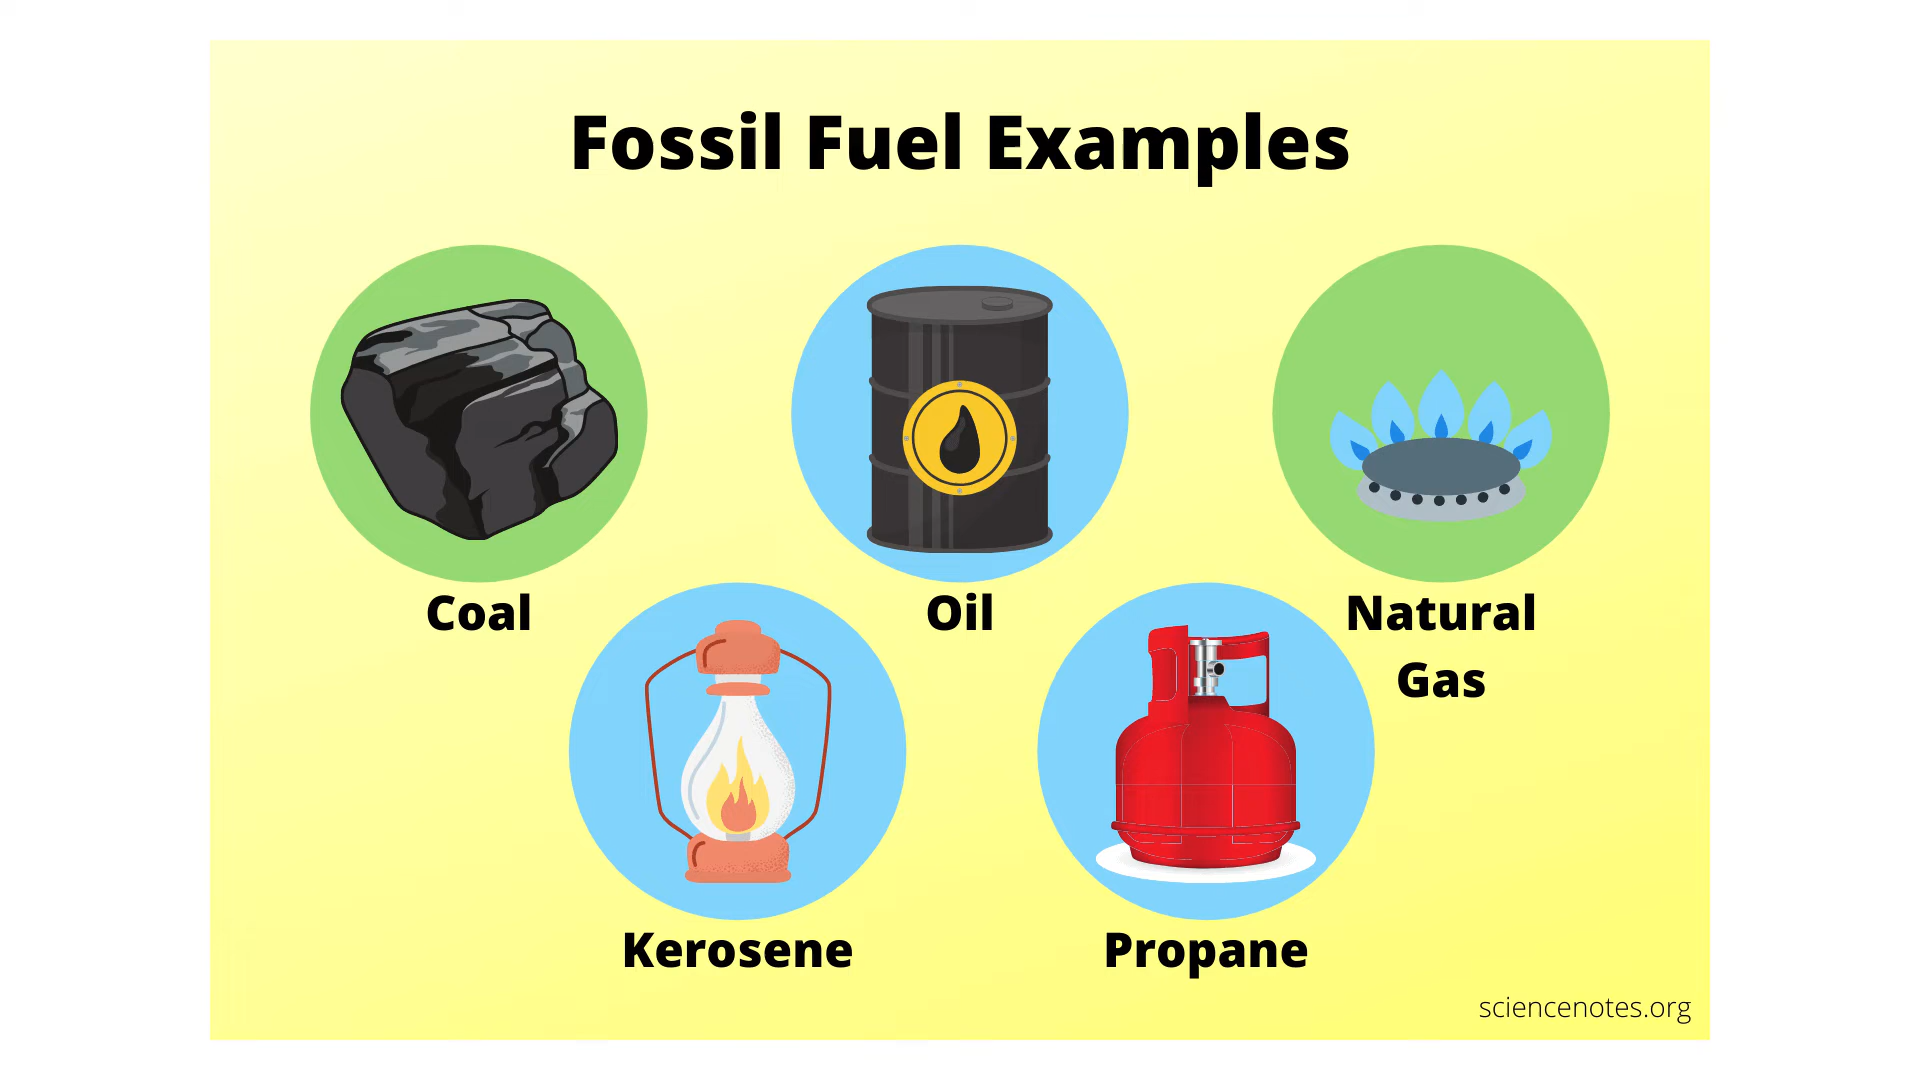 Fossil Fuel Examples
Coal
Oil
Natural
Gas
Kerosene
Propane
sciencenotes.org